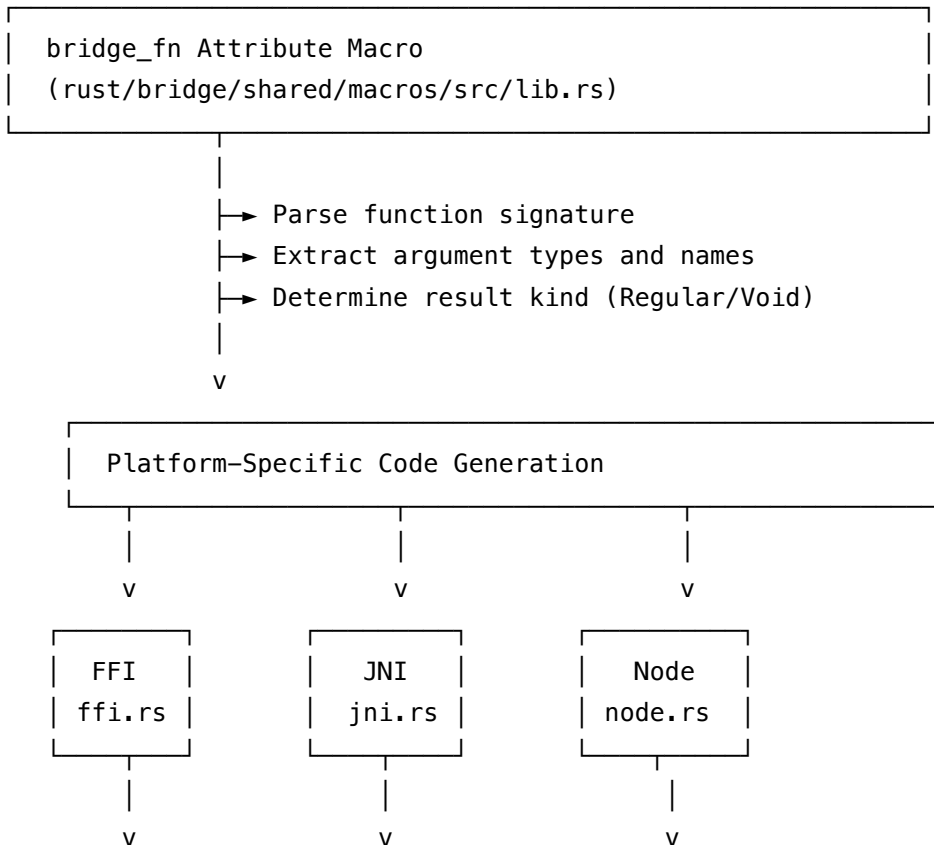 bridge_fn Attribute Macro
(rust/bridge/shared/macros/src/lib.rs)
Parse function signature
Extract argument types and names
Determine result kind (Regular/Void)
v
Platform-Specific Code Generation
v v v
FFI JNI Node
ffi.rs jni.rs node.rs
v v v